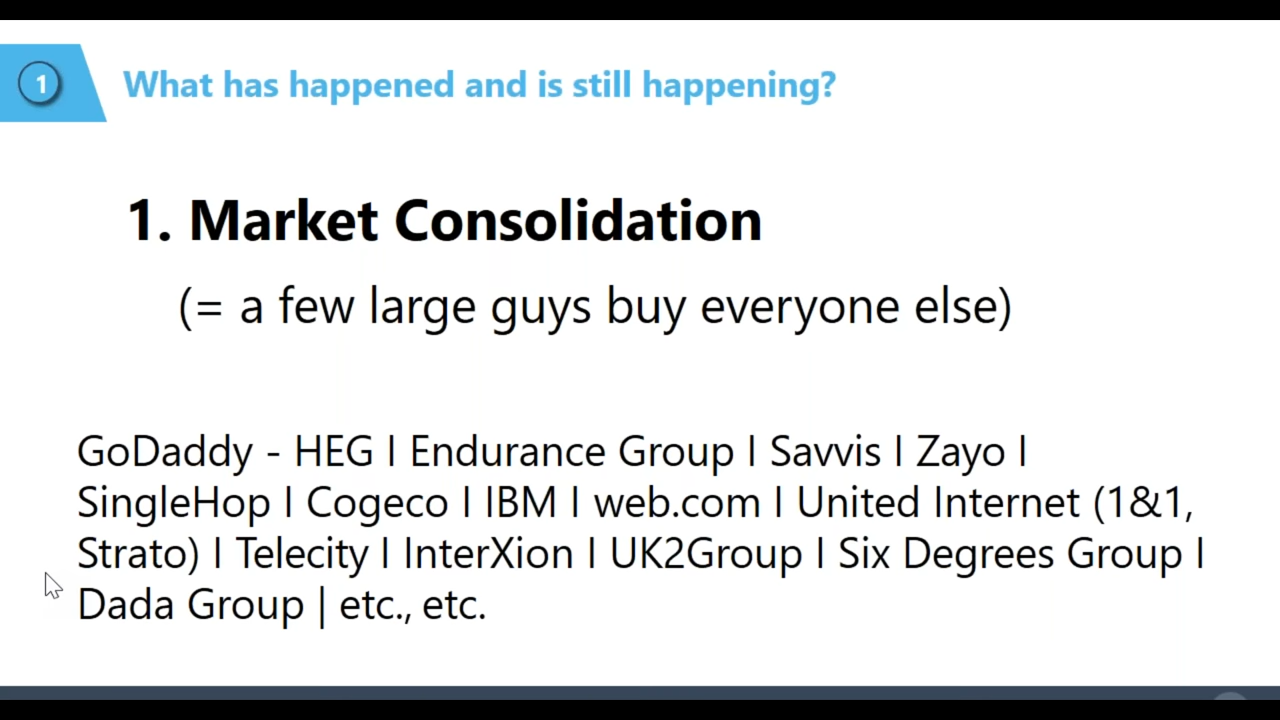 1
What has happened and is still happening?
1. Market Consolidation
(= a few large guys buy everyone else)
GoDaddy - HEG I Endurance Group I Savvis I Zayo I
SingleHop I Cogeco I IBM I web.com I United Internet (1&1,
Strato) I Telecity I InterXion I UK2Group I Six Degrees Group I
Dada Group | etc., etc.